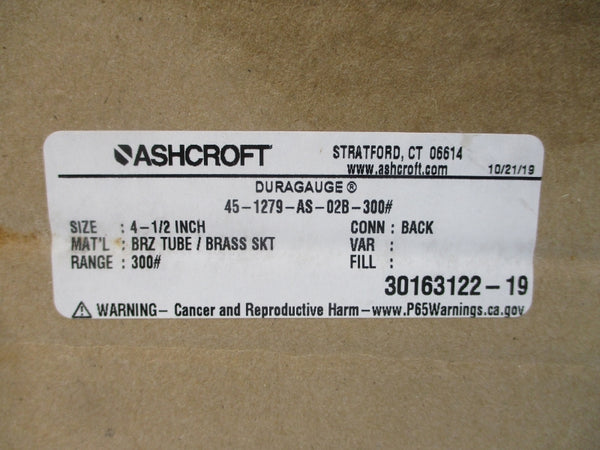 ASHCROFT STRATFORD, CT 06614
www.ashcroft.com 10/21/19
DURAGAUGE ®
45-1279-AS-02B-300#
SIZE : 4-1/2 INCH CONN : BACK
MAT'L : BRZ TUBE / BRASS SKT VAR :
RANGE : 300# FILL :
30163122-19
⚠ WARNING- Cancer and Reproductive Harm-www.P65Warnings.ca.gov